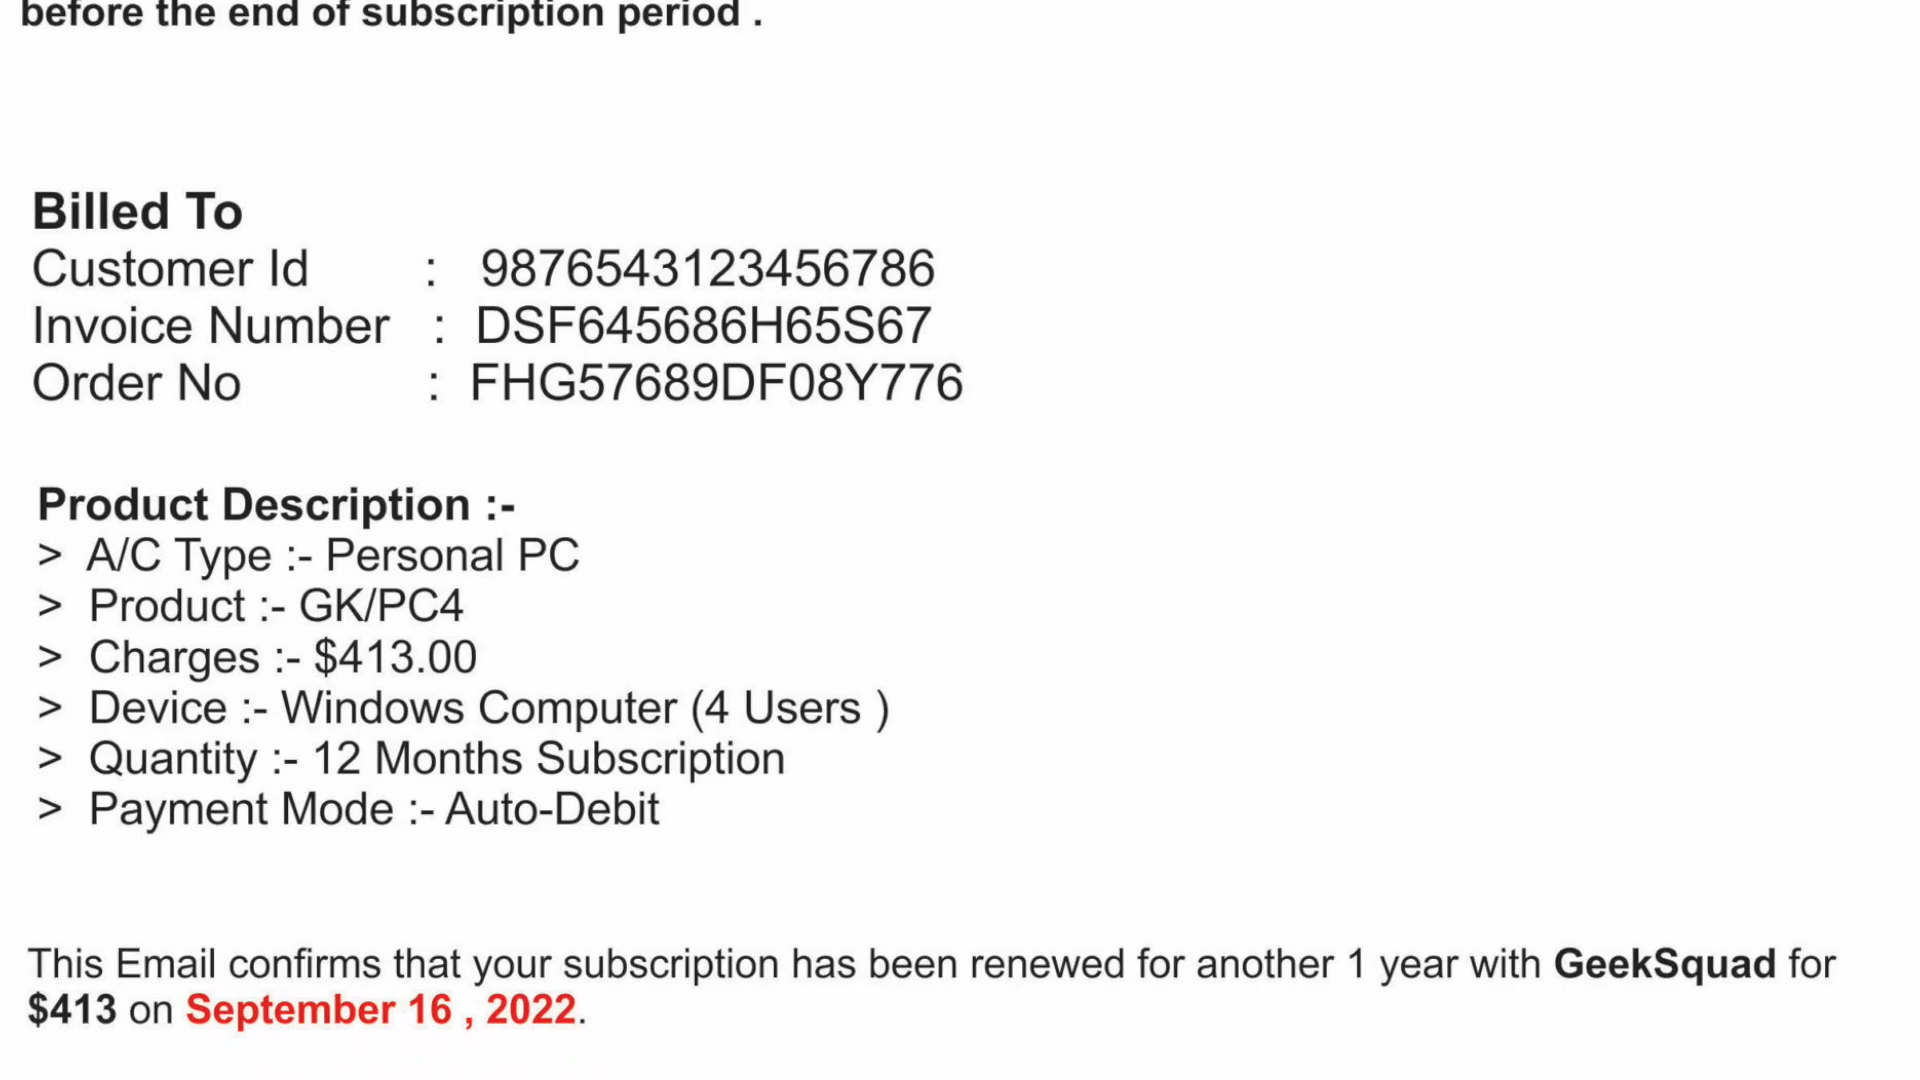 before the end of subscription period .
Billed To
Customer Id : 9876543123456786
Invoice Number : DSF645686H65S67
Order No : FHG57689DF08Y776
Product Description :-
> A/C Type :- Personal PC
> Product :- GK/PC4
> Charges :- $413.00
> Device :- Windows Computer (4 Users )
> Quantity :- 12 Months Subscription
> Payment Mode :- Auto-Debit
This Email confirms that your subscription has been renewed for another 1 year with GeekSquad for
$413 on September 16 , 2022.